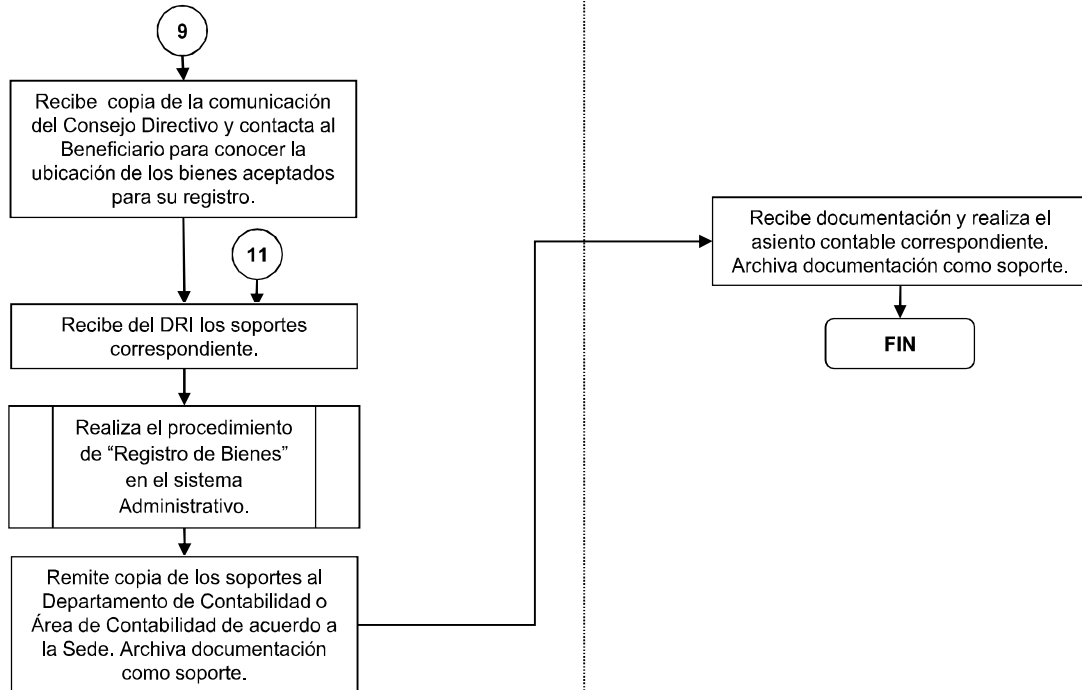 9
Recibe copia de la comunicación
del Consejo Directivo y contacta al
Beneficiario para conocer la
ubicación de los bienes aceptados
para su registro.
11
Recibe del DRI los soportes
correspondiente.
Realiza el procedimiento
de “Registro de Bienes”
en el sistema
Administrativo.
Remite copia de los soportes al
Departamento de Contabilidad o
Área de Contabilidad de acuerdo a
la Sede. Archiva documentación
como soporte.
Recibe documentación y realiza el
asiento contable correspondiente.
Archiva documentación como soporte.
FIN